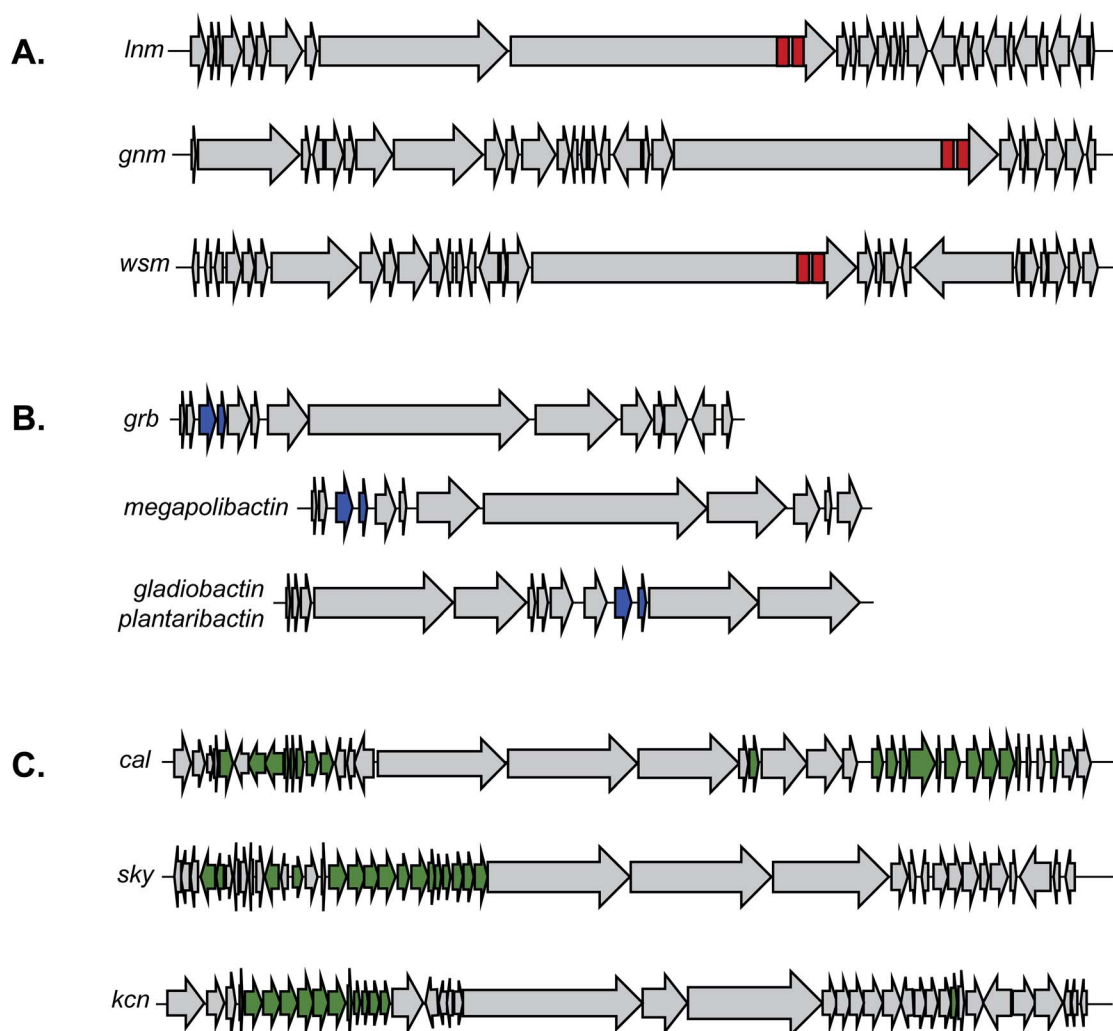 A.
lnm
gnm
wsm
B.
grb
megapolibactin
gladiobactin
plantaribactin
C.
cal
sky
kcn